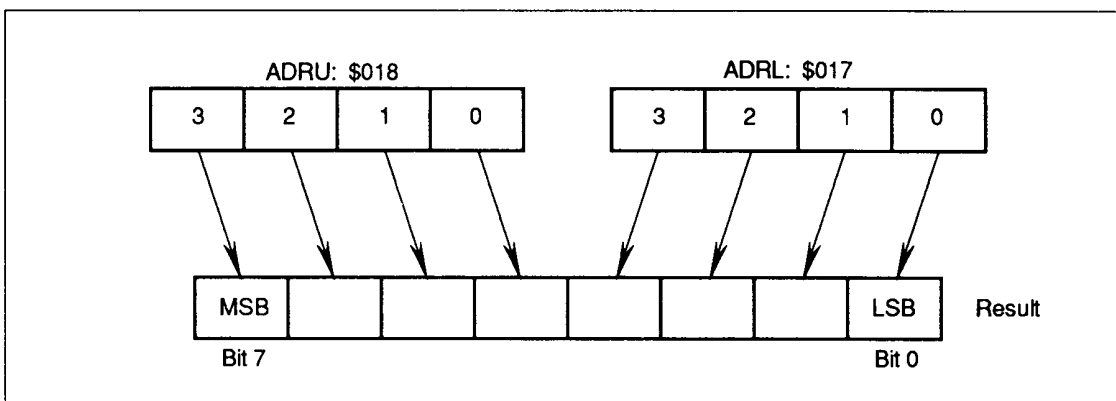 ADRU: $018 ADRL: $017
3 2 1 0 3 2 1 0
MSB LSB Result
Bit 7 Bit 0